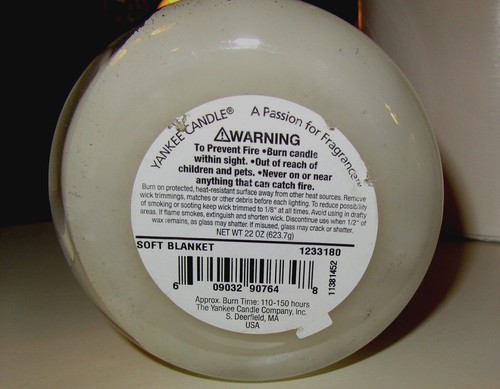 YANKEE CANDLE® A Passion for Fragrance™
⚠WARNING
To Prevent Fire •Burn candle
within sight. •Out of reach of
children and pets. •Never on or near
anything that can catch fire.
Burn on protected, heat-resistant surface away from other heat sources. Remove
wick trimmings, matches or other debris before each lighting. To reduce possibility
of smoking or sooting keep wick trimmed to 1/8" at all times. Avoid using in drafty
areas. If flame smokes, extinguish and shorten wick. Discontinue use when 1/2" of
wax remains, as glass may shatter. If misused, glass may crack or shatter.
NET WT 22 OZ (623.7g)
SOFT BLANKET 1233180
6 09032 90764 8
11381452
Approx. Burn Time: 110-150 hours
The Yankee Candle Company, Inc.
S. Deerfield, MA
USA